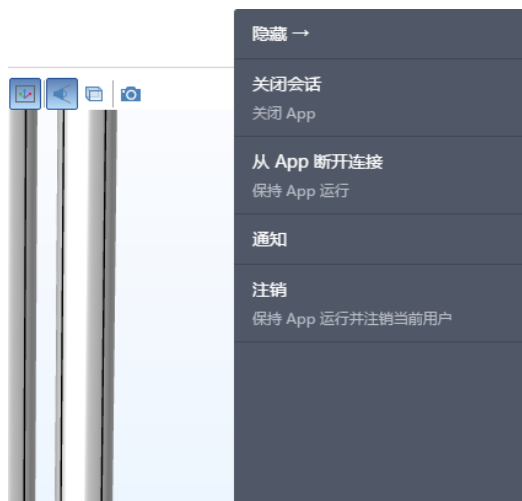 隐藏 →
关闭会话
关闭 App
从 App 断开连接
保持 App 运行
通知
注销
保持 App 运行并注销当前用户